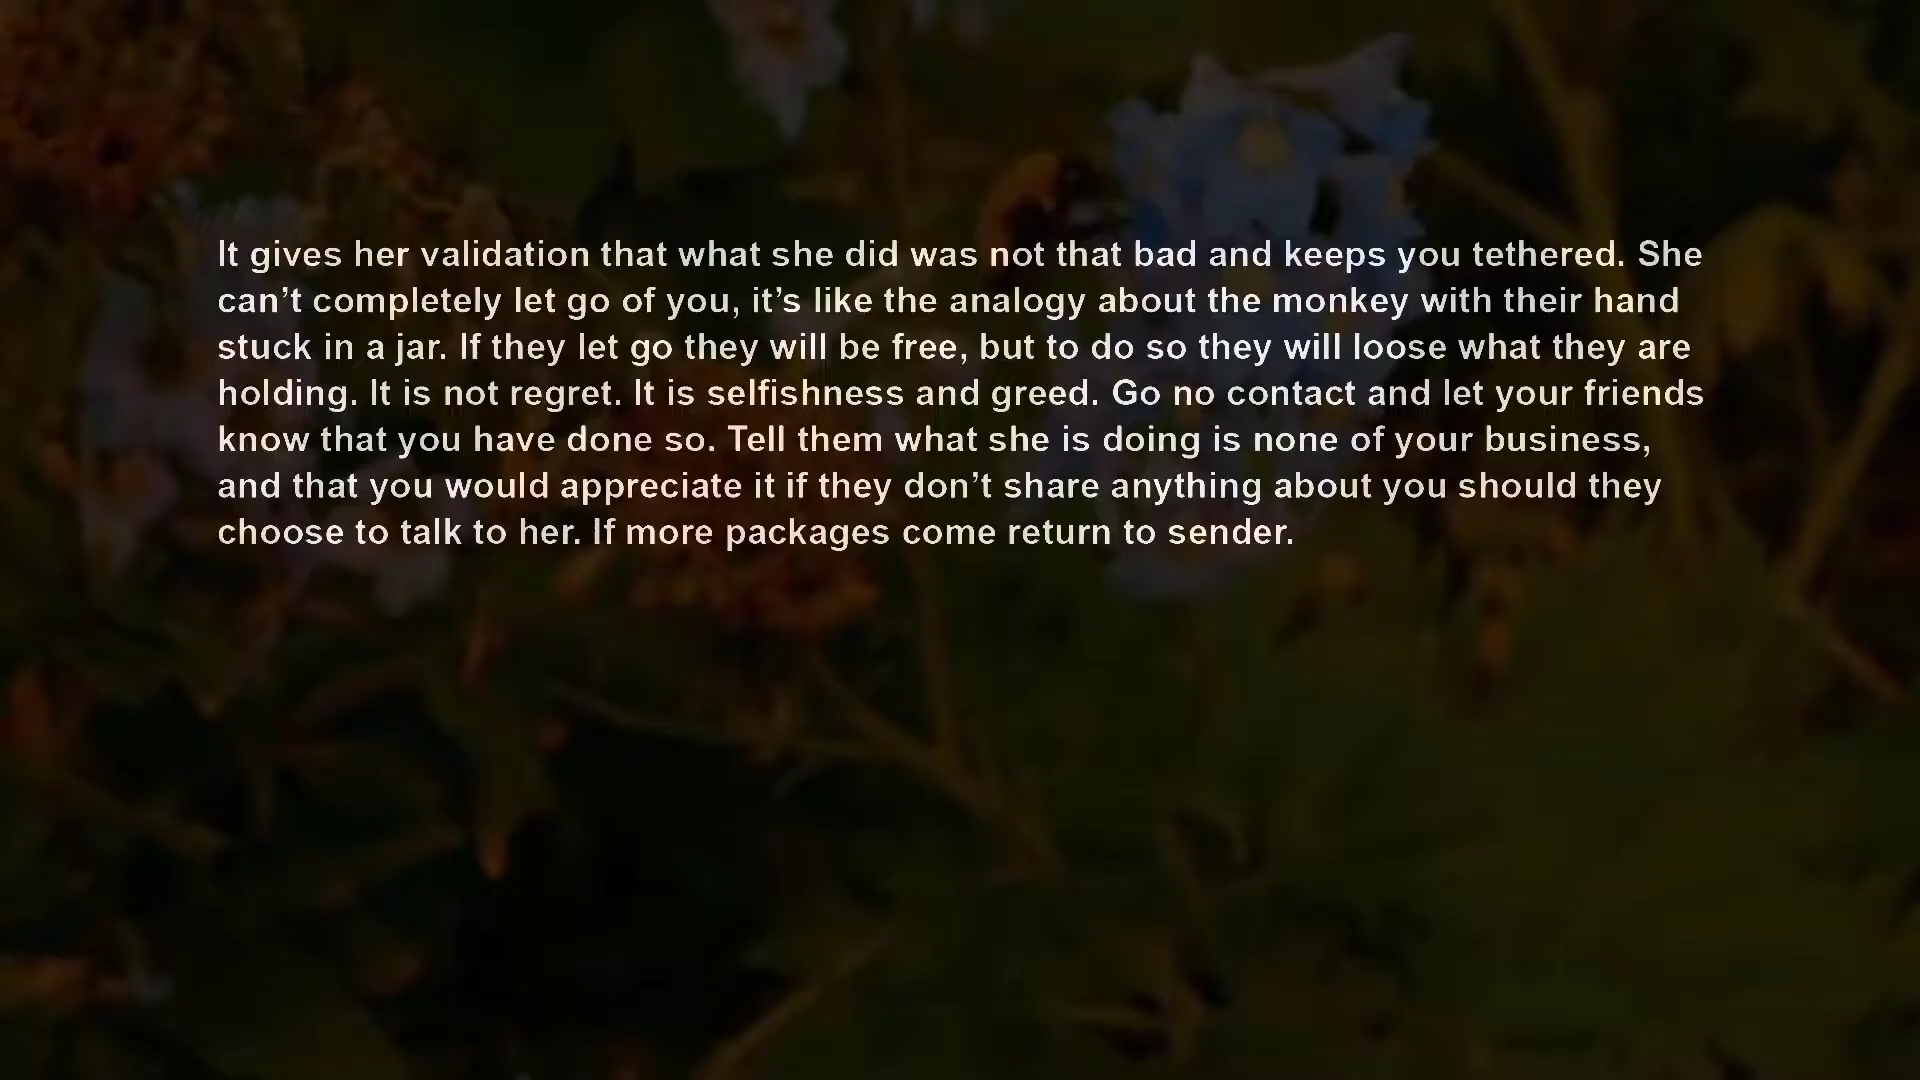 It gives her validation that what she did was not that bad and keeps you tethered. She
can’t completely let go of you, it’s like the analogy about the monkey with their hand
stuck in a jar. If they let go they will be free, but to do so they will loose what they are
holding. It is not regret. It is selfishness and greed. Go no contact and let your friends
know that you have done so. Tell them what she is doing is none of your business,
and that you would appreciate it if they don’t share anything about you should they
choose to talk to her. If more packages come return to sender.